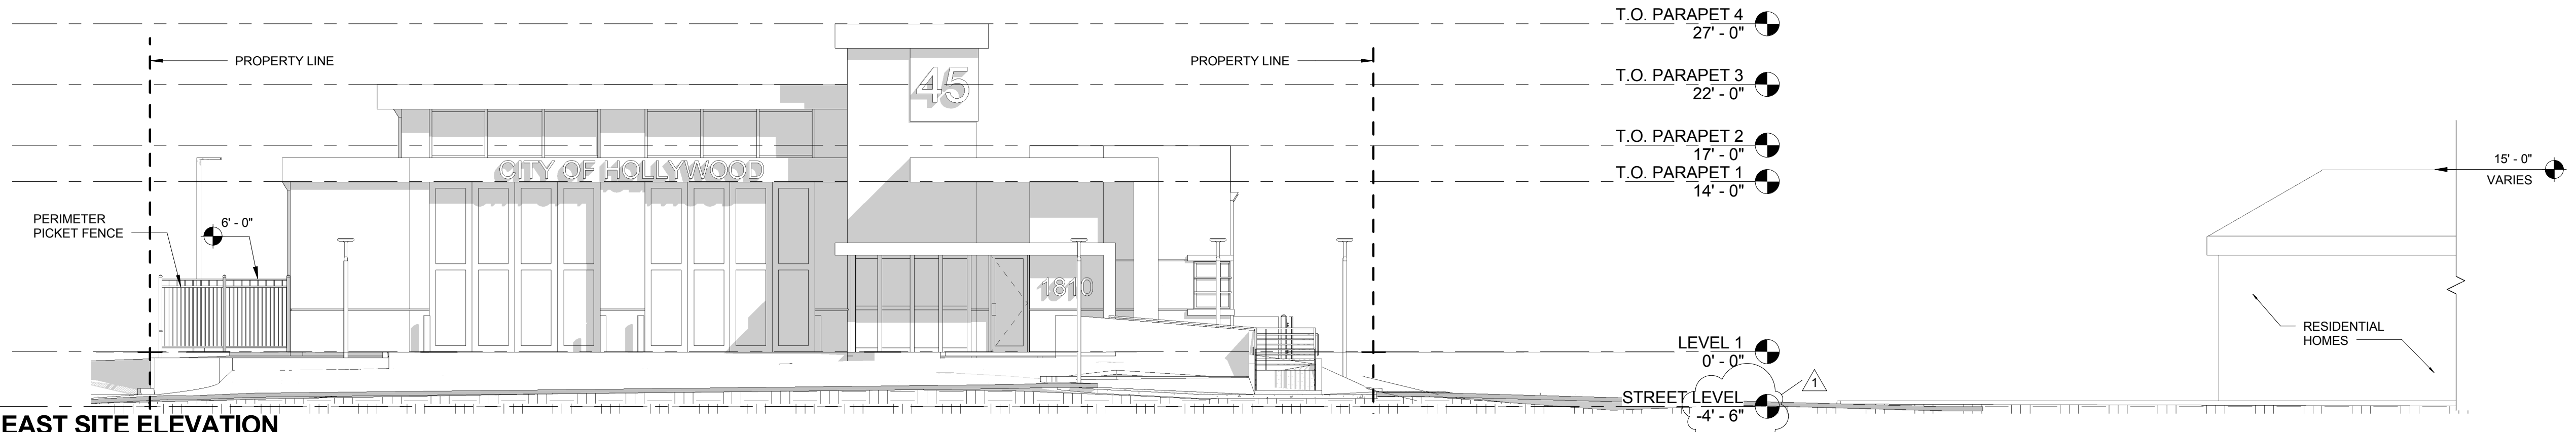 T.O. PARAPET 4
27' - 0"
PROPERTY LINE
PROPERTY LINE
T.O. PARAPET 3
22' - 0"
45
T.O. PARAPET 2
17' - 0"
15' - 0"
VARIES
CITY OF HOLLYWOOD
T.O. PARAPET 1
14' - 0"
PERIMETER
PICKET FENCE
6' - 0"
1810
RESIDENTIAL
HOMES
LEVEL 1
0' - 0"
1
STREET LEVEL
-4' - 6"
EAST SITE ELEVATION